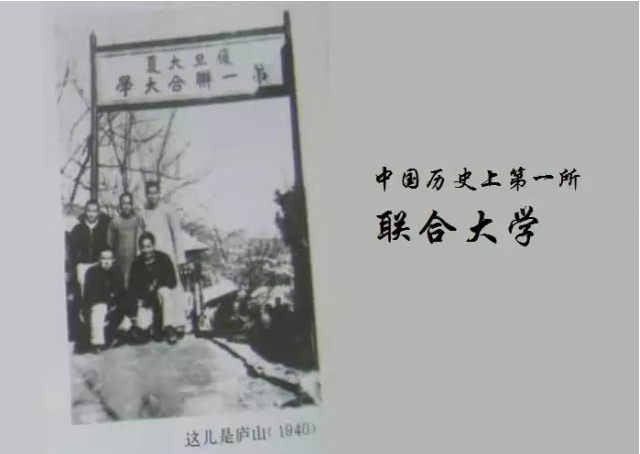 復旦大夏
第一聯合大學
中国历史上第一所
联合大学
这儿是庐山(1940)